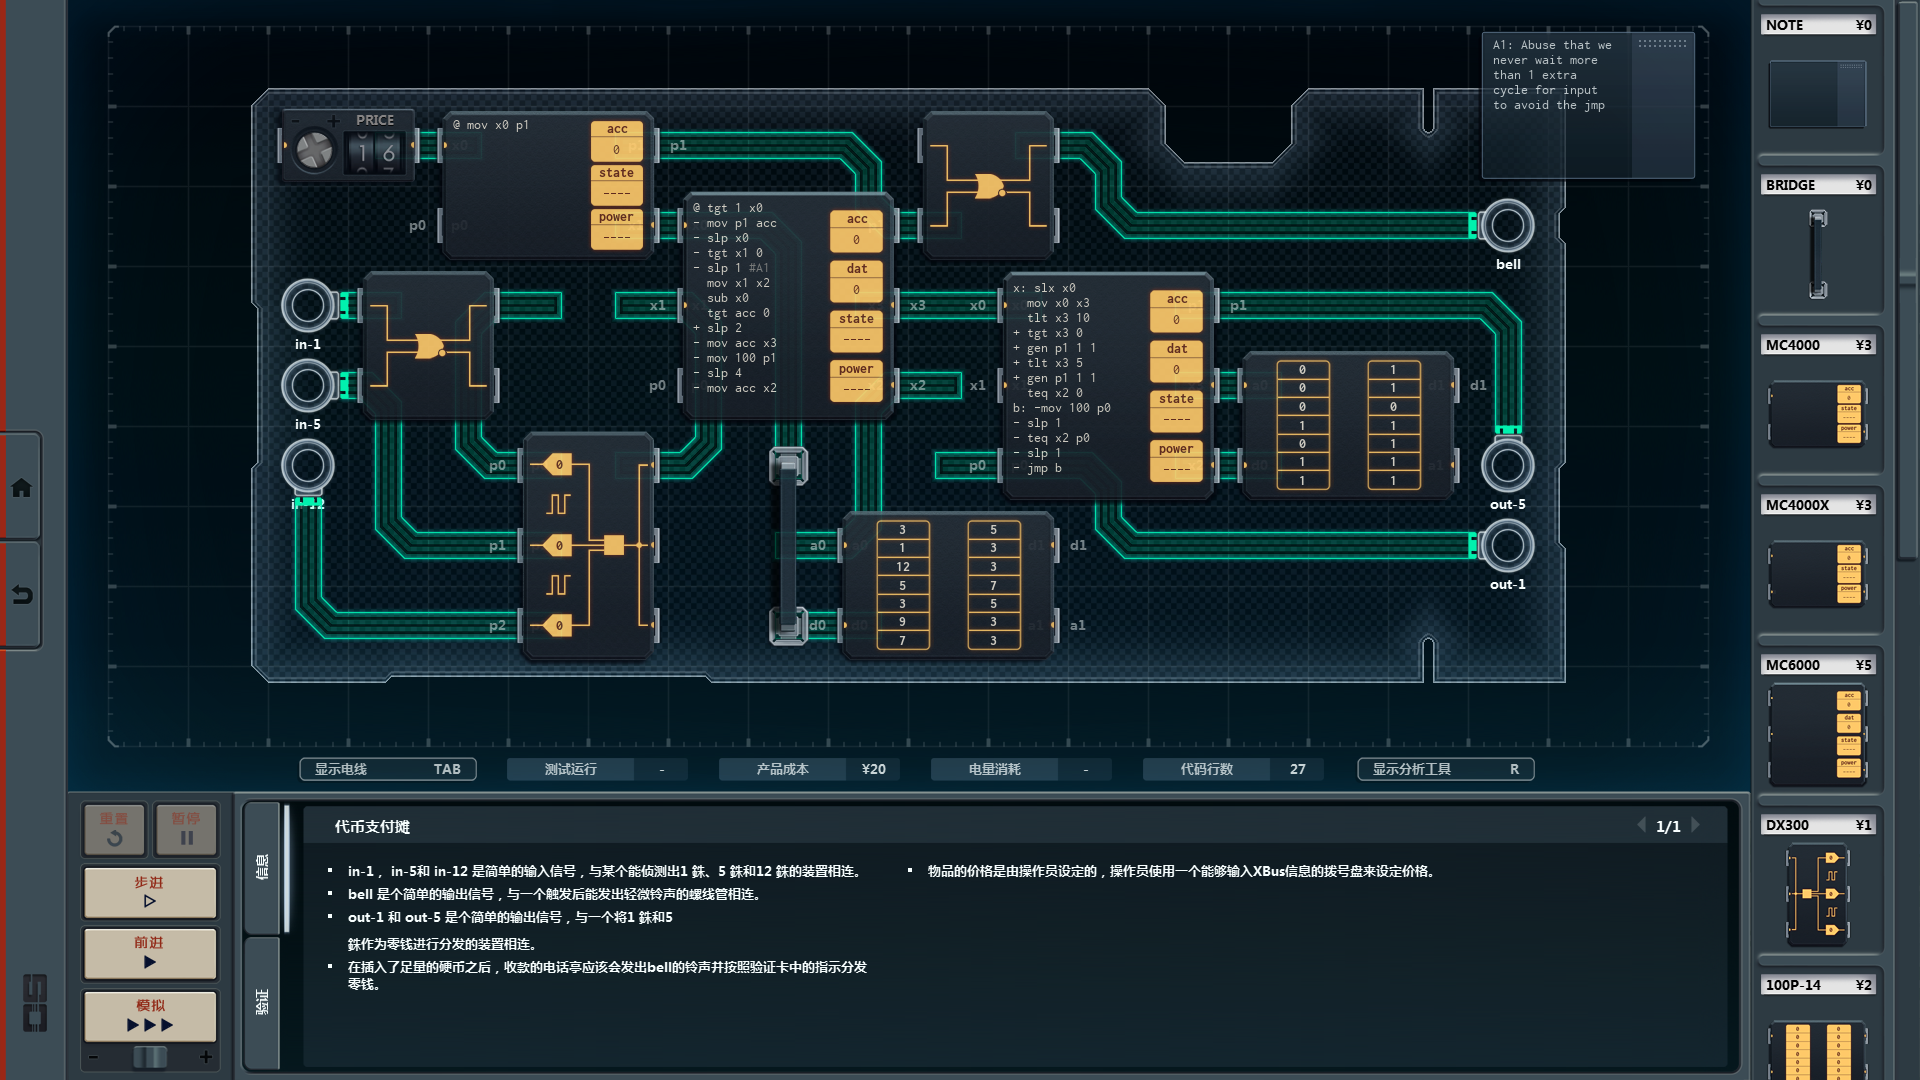 PRICE
1 6
@ mov x0 p1
acc
0
state
----
power
----
p1
p0
@ tgt 1 x0
- mov p1 acc
- slp x0
- tgt x1 0
- slp 1 #A1
mov x1 x2
sub x0
tgt acc 0
+ slp 2
- mov acc x3
- mov 100 p1
- slp 4
- mov acc x2
acc
0
dat
0
state
----
power
----
x1
p0
x3
x2
x0
x1
p0
x: slx x0
mov x0 x3
tlt x3 10
+ tgt x3 0
+ gen p1 1 1
+ tlt x3 5
+ gen p1 1 1
teq x2 0
b: -mov 100 p0
- slp 1
- teq x2 p0
- slp 1
- jmp b
acc
0
dat
0
state
----
power
----
p1
A1: Abuse that we
never wait more
than 1 extra
cycle for input
to avoid the jmp
bell
in-1
in-5
in-12
out-5
out-1
p0
p1
p2
0
0
0
0 1
0 1
0 0
1 1
0 1
1 1
1 1
d1
a0
d0
3 5
1 3
12 3
5 7
3 5
9 3
7 3
d1
a1
显示电线 TAB
测试运行 -
产品成本 ¥20
电量消耗 -
代码行数 27
显示分析工具 R
重置
暂停
步进
前进
模拟
- +
信息
验证
代币支付摊
1/1
▪ in-1 ，in-5和 in-12 是简单的输入信号，与某个能侦测出1 銖、5 銖和12 銖的装置相连。
▪ bell 是个简单的输出信号，与一个触发后能发出轻微铃声的螺线管相连。
▪ out-1 和 out-5 是个简单的输出信号，与一个将1 銖和5
銖作为零钱进行分发的装置相连。
▪ 在插入了足量的硬币之后，收款的电话亭应该会发出bell的铃声并按照验证卡中的指示分发
零钱。
▪ 物品的价格是由操作员设定的，操作员使用一个能够输入XBus信息的拨号盘来设定价格。
NOTE ¥0
BRIDGE ¥0
MC4000 ¥3
MC4000X ¥3
MC6000 ¥5
DX300 ¥1
100P-14 ¥2